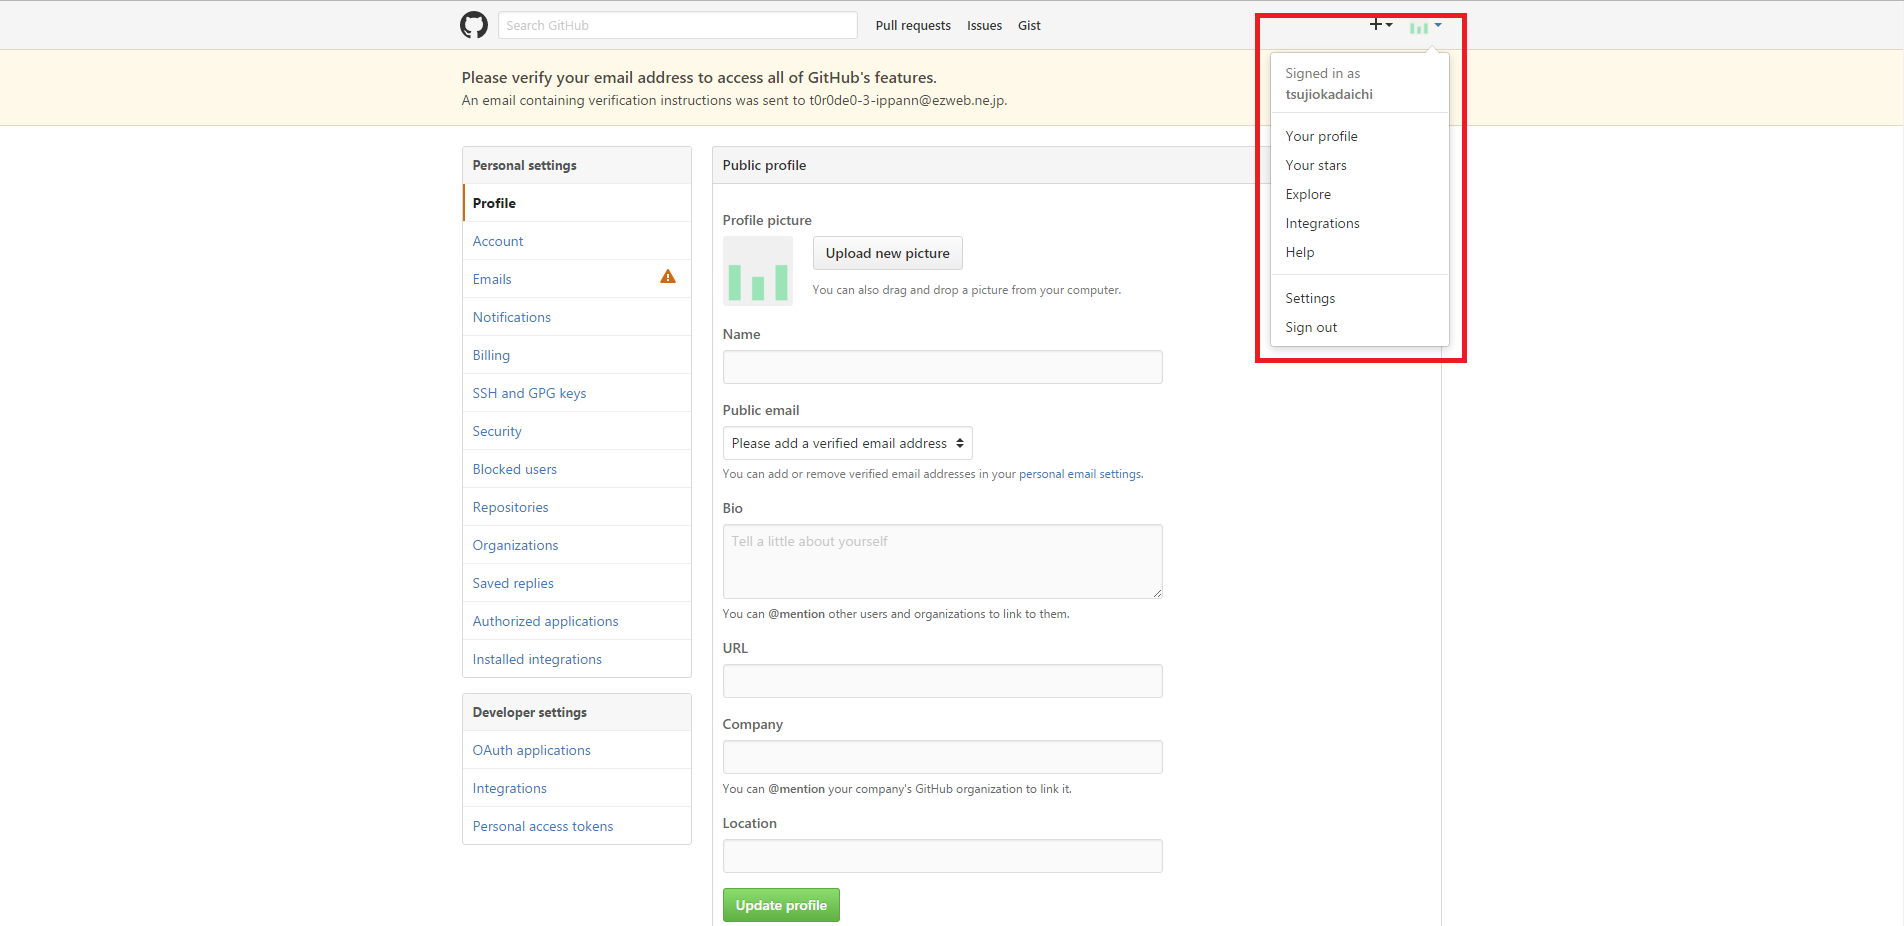 Search GitHub
Pull requests
Issues
Gist
Please verify your email address to access all of GitHub's features.
An email containing verification instructions was sent to t0r0de0-3-ippann@ezweb.ne.jp.
Signed in as
tsujiokadaichi
Your profile
Your stars
Explore
Integrations
Help
Settings
Sign out
Personal settings
Profile
Account
Emails
Notifications
Billing
SSH and GPG keys
Security
Blocked users
Repositories
Organizations
Saved replies
Authorized applications
Installed integrations
Developer settings
OAuth applications
Integrations
Personal access tokens
Public profile
Profile picture
Upload new picture
You can also drag and drop a picture from your computer.
Name
Public email
Please add a verified email address
You can add or remove verified email addresses in your personal email settings.
Bio
Tell a little about yourself
You can @mention other users and organizations to link to them.
URL
Company
You can @mention your company's GitHub organization to link it.
Location
Update profile